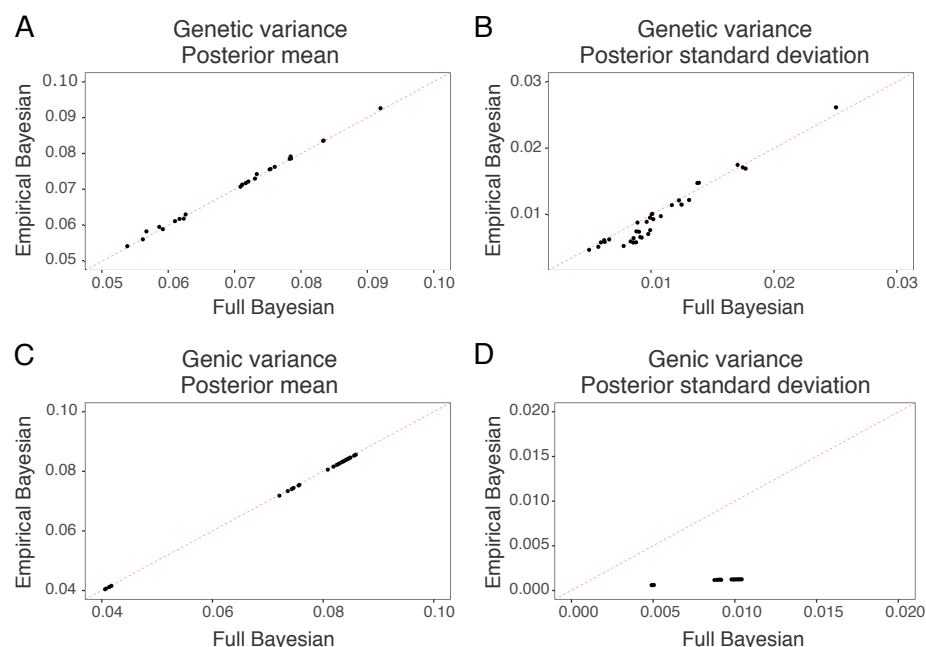 A
Genetic variance
Posterior mean
Empirical Bayesian
0.10
0.09
0.08
0.07
0.06
0.05
0.05 0.06 0.07 0.08 0.09 0.10
Full Bayesian
B
Genetic variance
Posterior standard deviation
Empirical Bayesian
0.03
0.02
0.01
0.01 0.02 0.03
Full Bayesian
C
Genic variance
Posterior mean
Empirical Bayesian
0.10
0.08
0.06
0.04
0.04 0.06 0.08 0.10
Full Bayesian
D
Genic variance
Posterior standard deviation
Empirical Bayesian
0.020
0.015
0.010
0.005
0.000
0.000 0.005 0.010 0.015 0.020
Full Bayesian